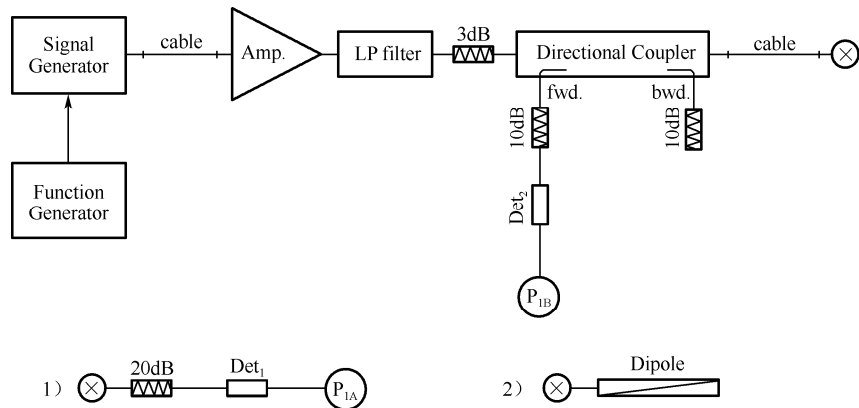 Signal
Generator
cable
Amp.
LP filter
3dB
Directional Coupler
fwd.
bwd.
cable
10dB
10dB
Function
Generator
Det₂
P₁B
1）
20dB
Det₁
P₁A
2）
Dipole